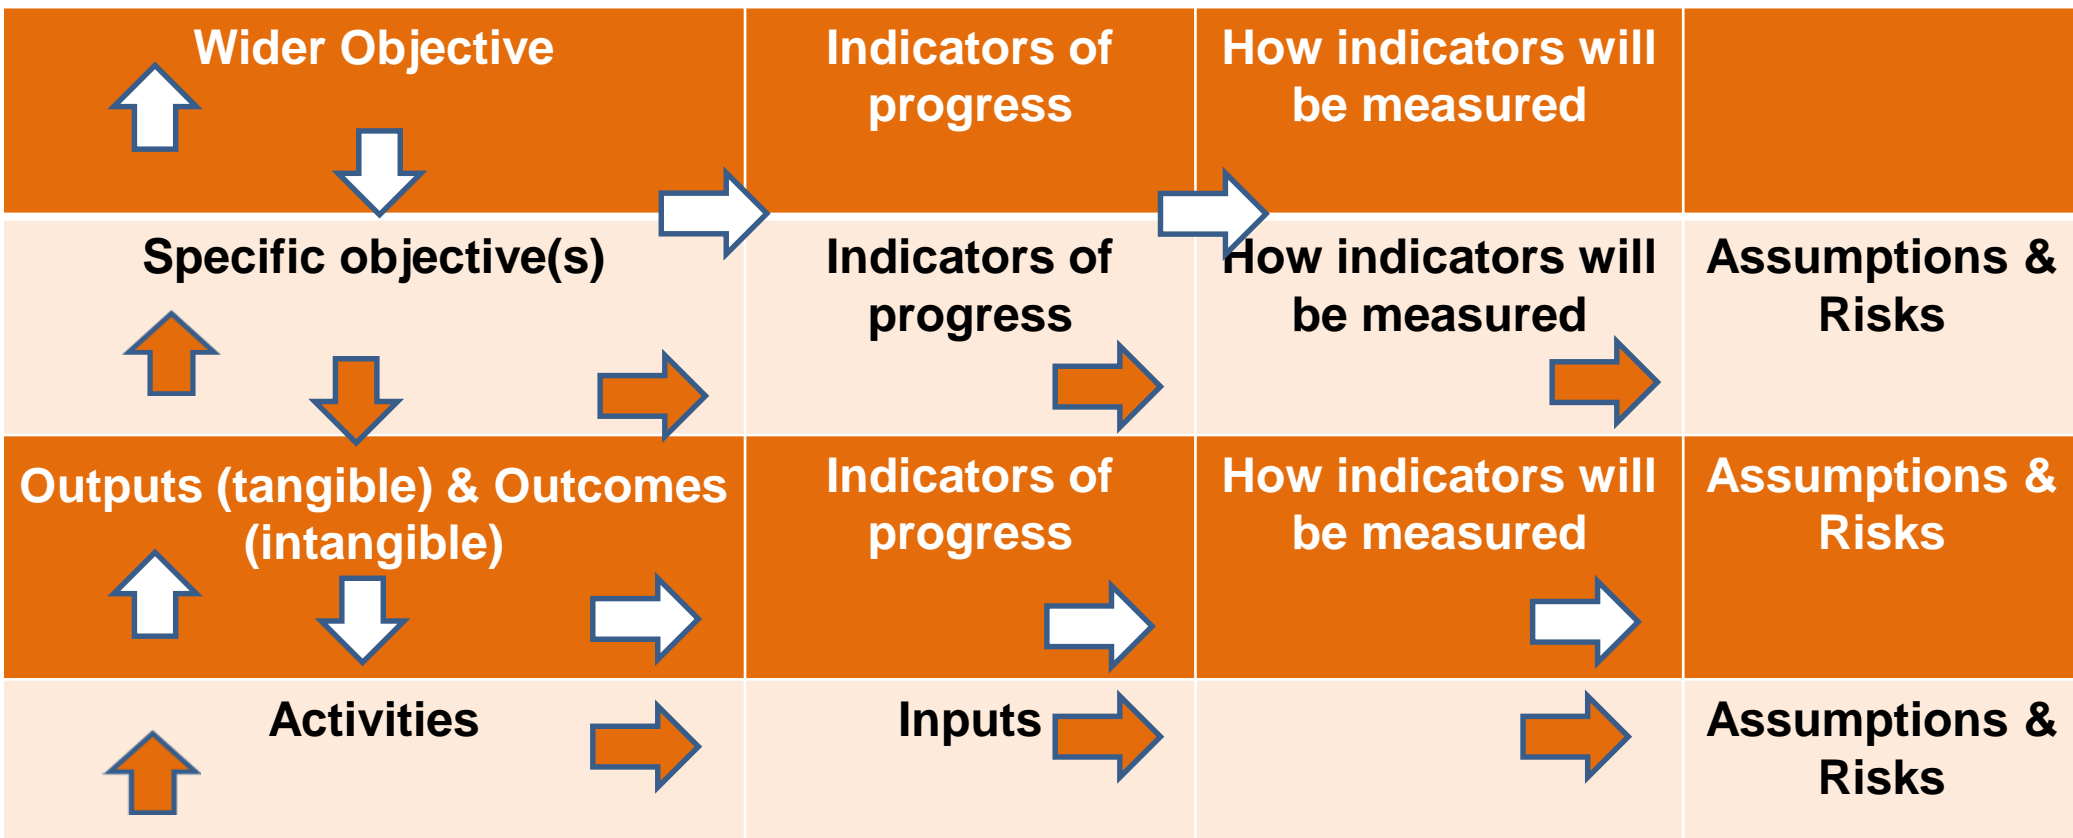 Wider Objective
Indicators of
progress
How indicators will
be measured
Specific objective(s)
Indicators of
progress
How indicators will
be measured
Assumptions &
Risks
Outputs (tangible) & Outcomes
(intangible)
Indicators of
progress
How indicators will
be measured
Assumptions &
Risks
Activities
Inputs
Assumptions &
Risks